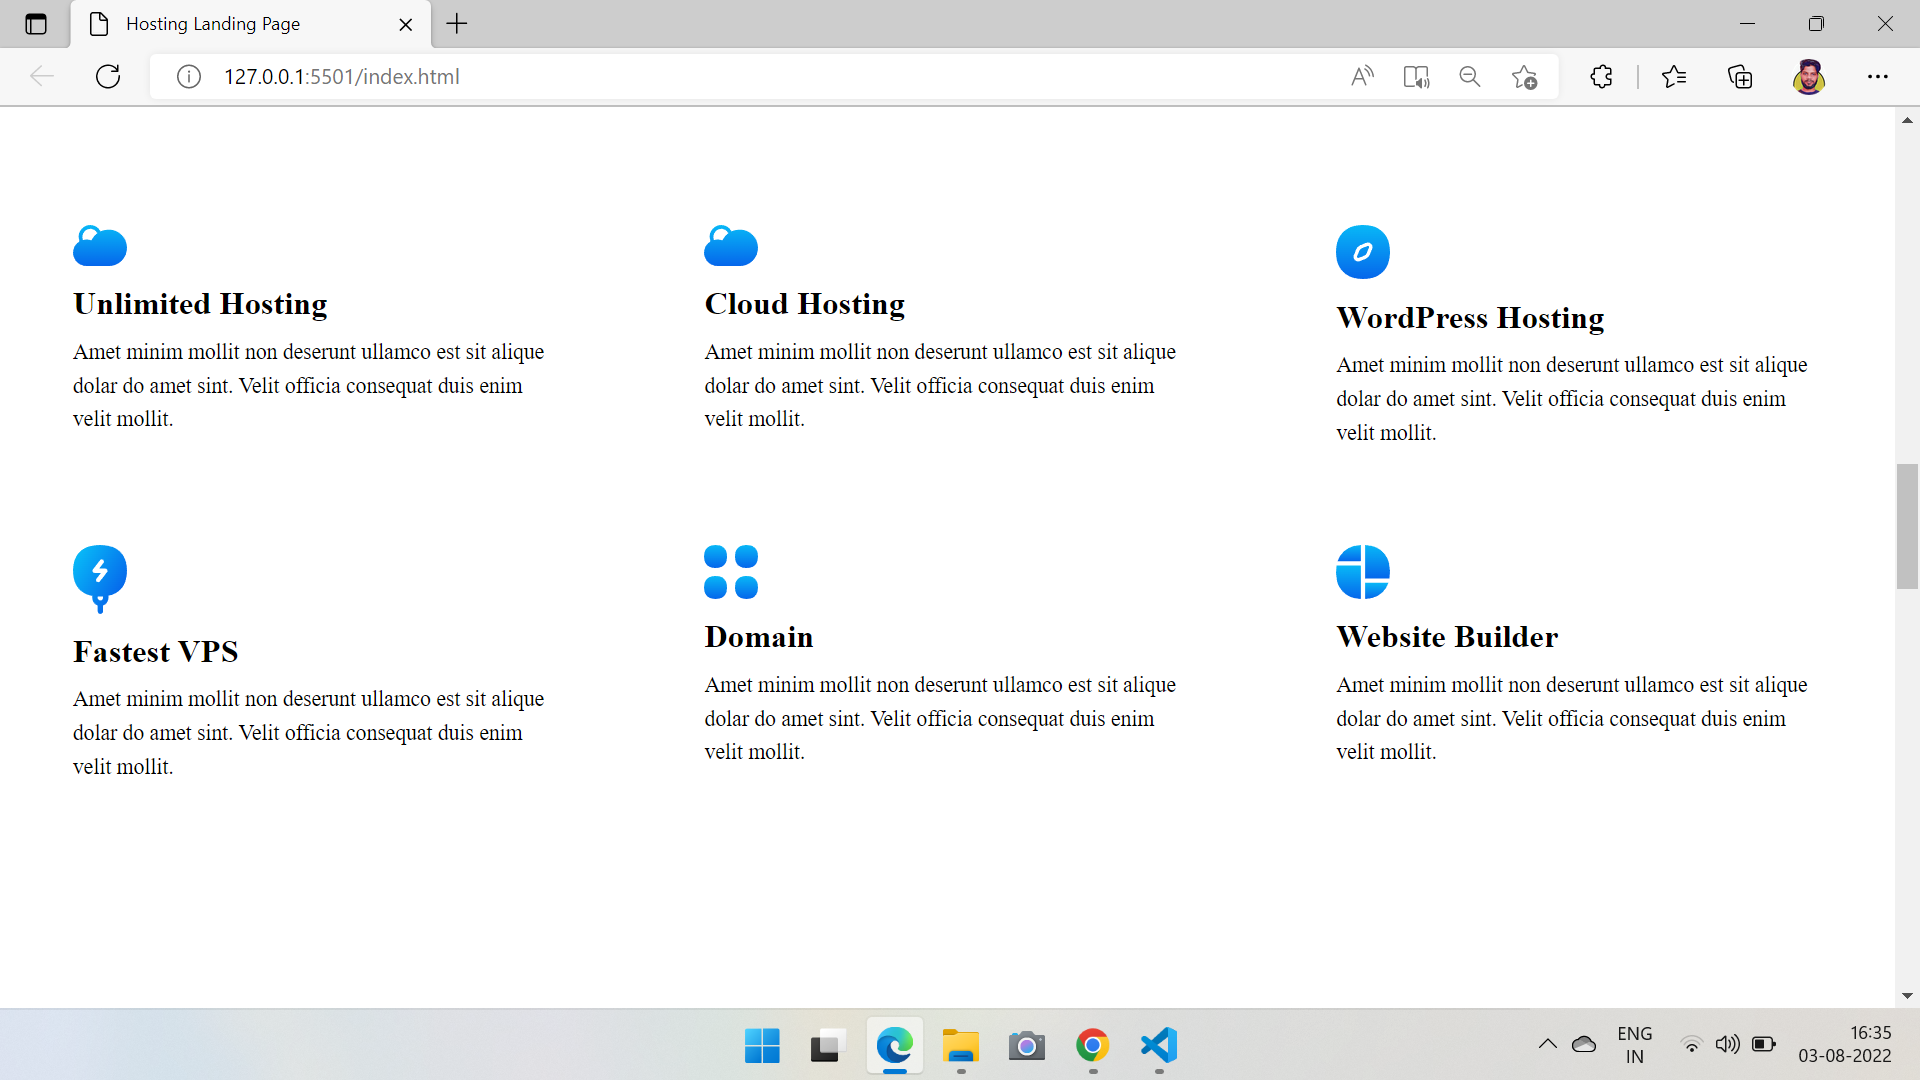 Hosting Landing Page
127.0.0.1:5501/index.html
Unlimited Hosting
Amet minim mollit non deserunt ullamco est sit alique
dolar do amet sint. Velit officia consequat duis enim
velit mollit.
Cloud Hosting
Amet minim mollit non deserunt ullamco est sit alique
dolar do amet sint. Velit officia consequat duis enim
velit mollit.
WordPress Hosting
Amet minim mollit non deserunt ullamco est sit alique
dolar do amet sint. Velit officia consequat duis enim
velit mollit.
Fastest VPS
Amet minim mollit non deserunt ullamco est sit alique
dolar do amet sint. Velit officia consequat duis enim
velit mollit.
Domain
Amet minim mollit non deserunt ullamco est sit alique
dolar do amet sint. Velit officia consequat duis enim
velit mollit.
Website Builder
Amet minim mollit non deserunt ullamco est sit alique
dolar do amet sint. Velit officia consequat duis enim
velit mollit.
ENG
IN
16:35
03-08-2022